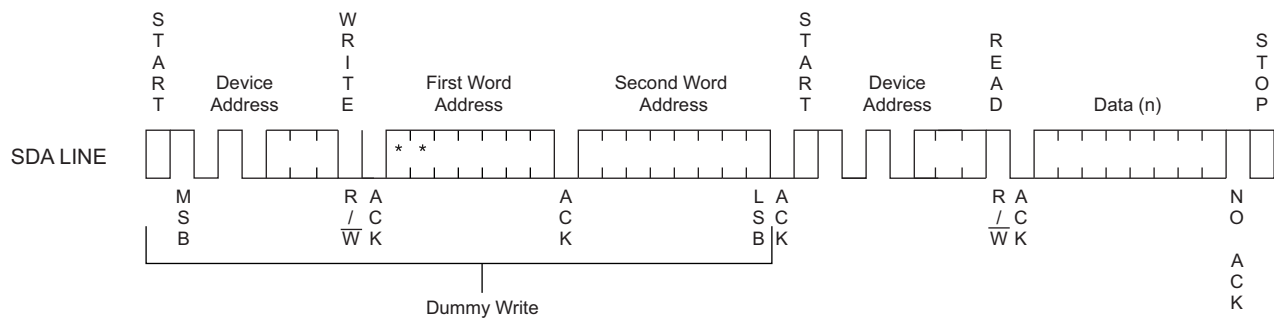 START
WRITE
START
READ
STOP
Device
Address
First Word
Address
Second Word
Address
Device
Address
Data (n)
SDA LINE
* *
MSB
R/W
ACK
ACK
LSB
ACK
R/W
ACK
NO ACK
Dummy Write